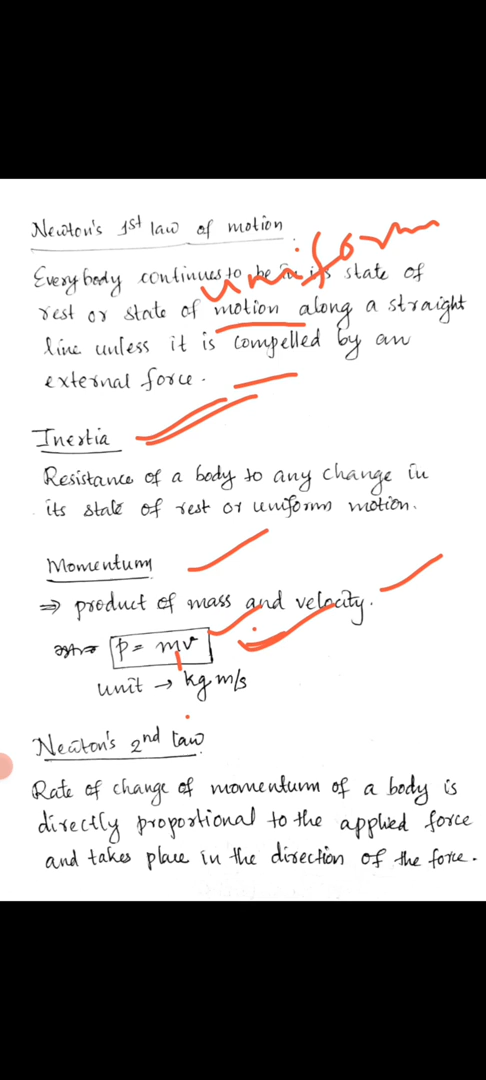 Newton's 1st law of motion
uniform
Everybody continues to be in its state of
rest or state of motion along a straight
line unless it is compelled by an
external force.
Inertia
Resistance of a body to any change in
its state of rest or uniform motion.
Momentum
⇒ product of mass and velocity.
p = mv
unit → kg m/s
Newton's 2nd law
Rate of change of momentum of a body is
directly proportional to the applied force
and takes place in the direction of the force.